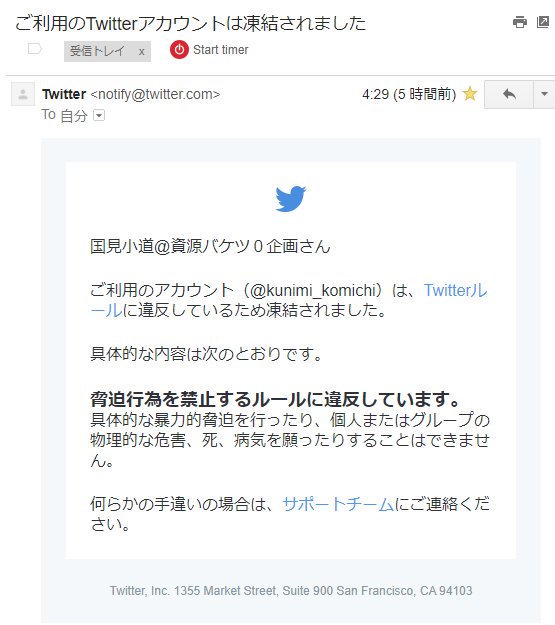 ご利用のTwitterアカウントは凍結されました
受信トレイ x Start timer
Twitter <notify@twitter.com> 4:29 (5 時間前)
To 自分
国見小道@資源バケツ０企画さん
ご利用のアカウント（@kunimi_komichi）は、Twitterル
ールに違反しているため凍結されました。
具体的な内容は次のとおりです。
脅迫行為を禁止するルールに違反しています。
具体的な暴力的脅迫を行ったり、個人またはグループの
物理的な危害、死、病気を願ったりすることはできませ
ん。
何らかの手違いの場合は、サポートチームにご連絡くだ
さい。
Twitter, Inc. 1355 Market Street, Suite 900 San Francisco, CA 94103